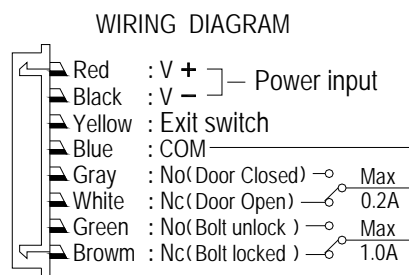 WIRING DIAGRAM
Red : V +
Black : V − Power input
Yellow : Exit switch
Blue : COM
Gray : No(Door Closed) Max
White : Nc(Door Open) 0.2A
Green : No(Bolt unlock ) Max
Browm : Nc(Bolt locked ) 1.0A